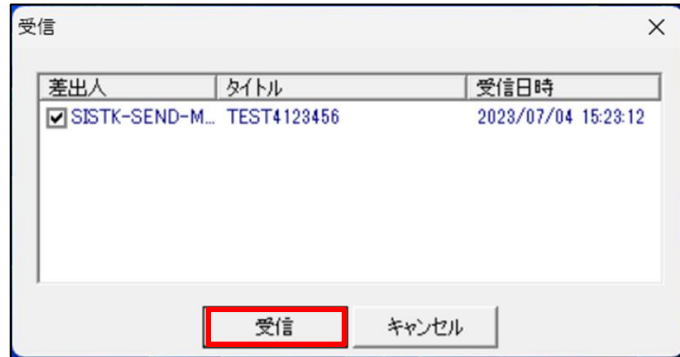 受信
差出人 タイトル 受信日時
SISTK-SEND-M... TEST4123456 2023/07/04 15:23:12
受信 キャンセル